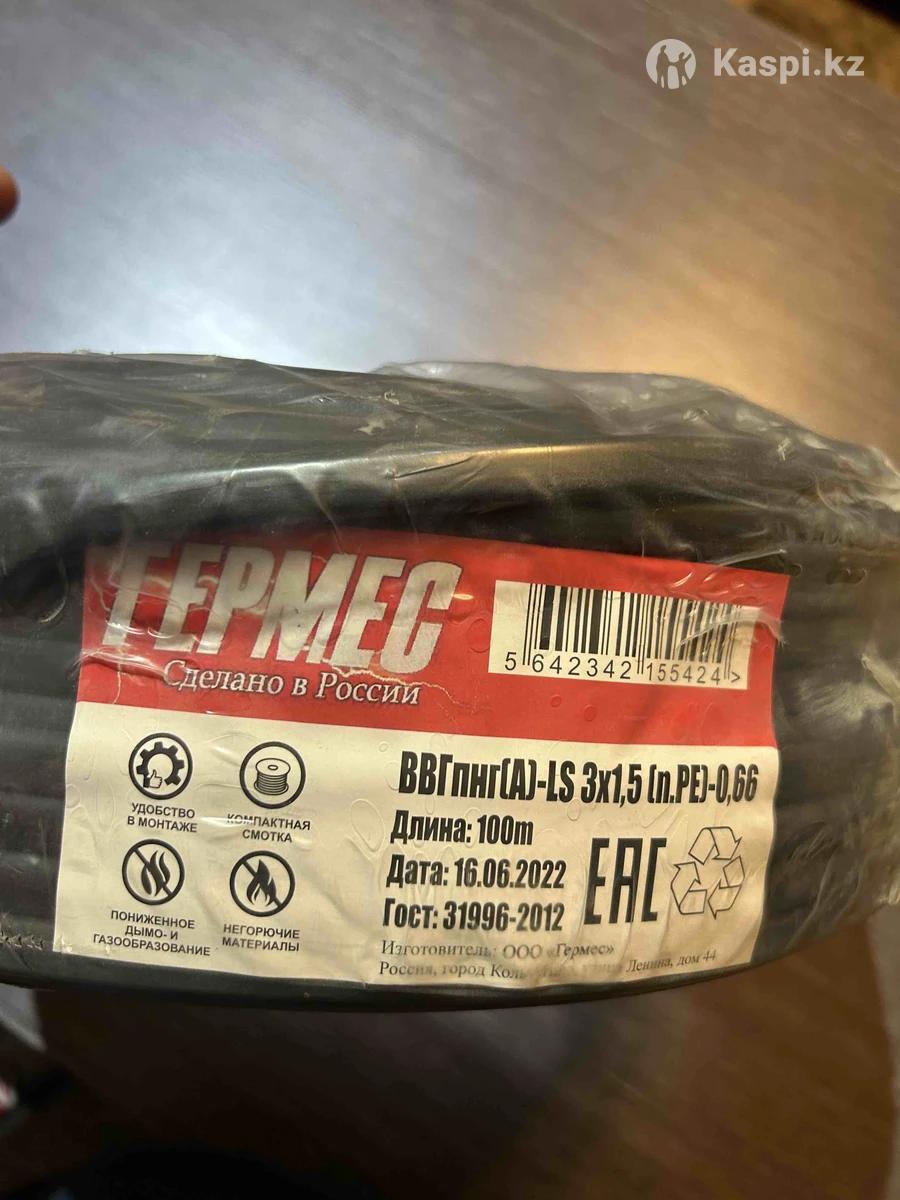 Kaspi.kz
ГЕРМЕС
Сделано в России
5 642342 155424 >
УДОБСТВО
В МОНТАЖЕ
КОМПАКТНАЯ
СМОТКА
ПОНИЖЕННОЕ
ДЫМО- И
ГАЗООБРАЗОВАНИЕ
НЕГОРЮЧИЕ
МАТЕРИАЛЫ
ВВГпнг(А)-LS 3х1,5 (п.РЕ)-0,66
Длина: 100m
Дата: 16.06.2022
Гост: 31996-2012
EAC
Изготовитель: ООО «Гермес»
Россия, город Ленина, дом 44